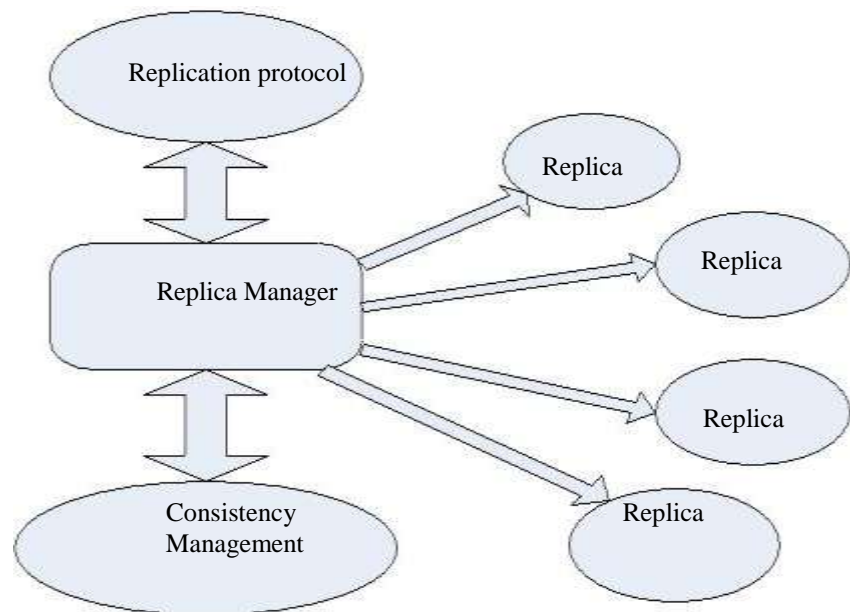 Replication protocol
Replica
Replica
Replica Manager
Replica
Replica
Consistency
Management